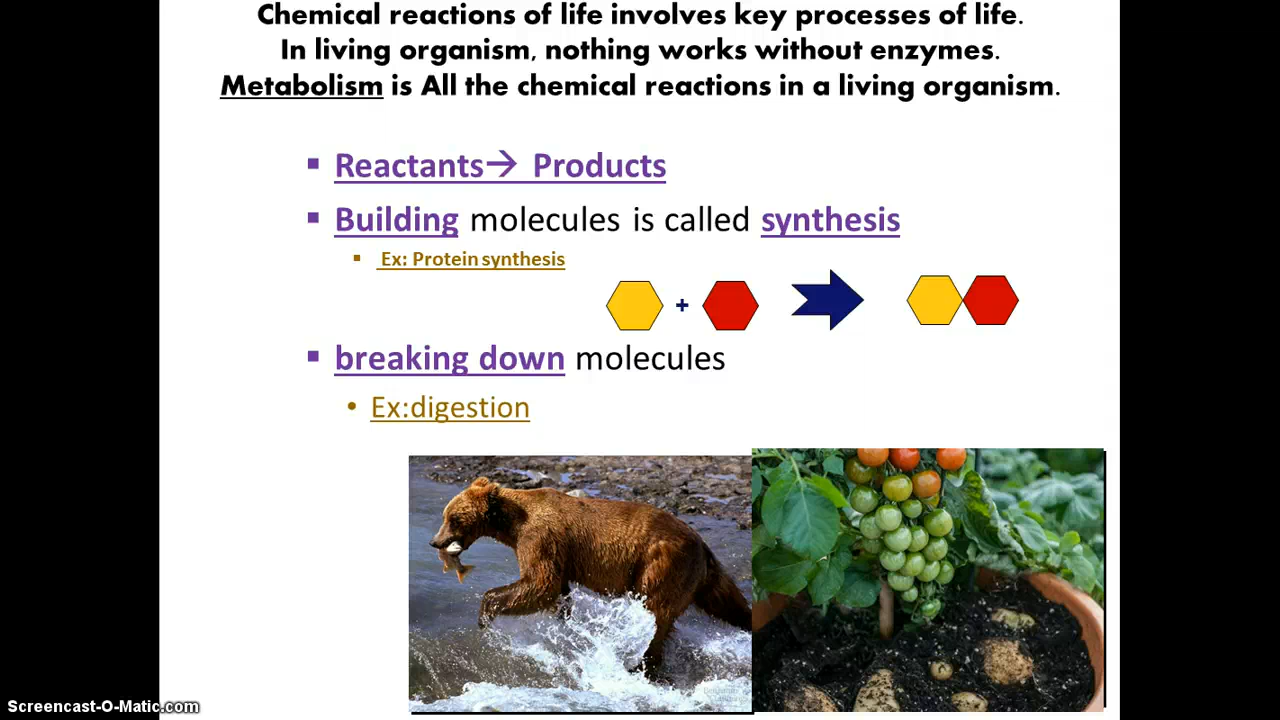 Chemical reactions of life involves key processes of life.
In living organism, nothing works without enzymes.
Metabolism is All the chemical reactions in a living organism.
▪ Reactants→ Products
▪ Building molecules is called synthesis
▪ Ex: Protein synthesis
+
▪ breaking down molecules
• Ex:digestion
Screencast-O-Matic.com